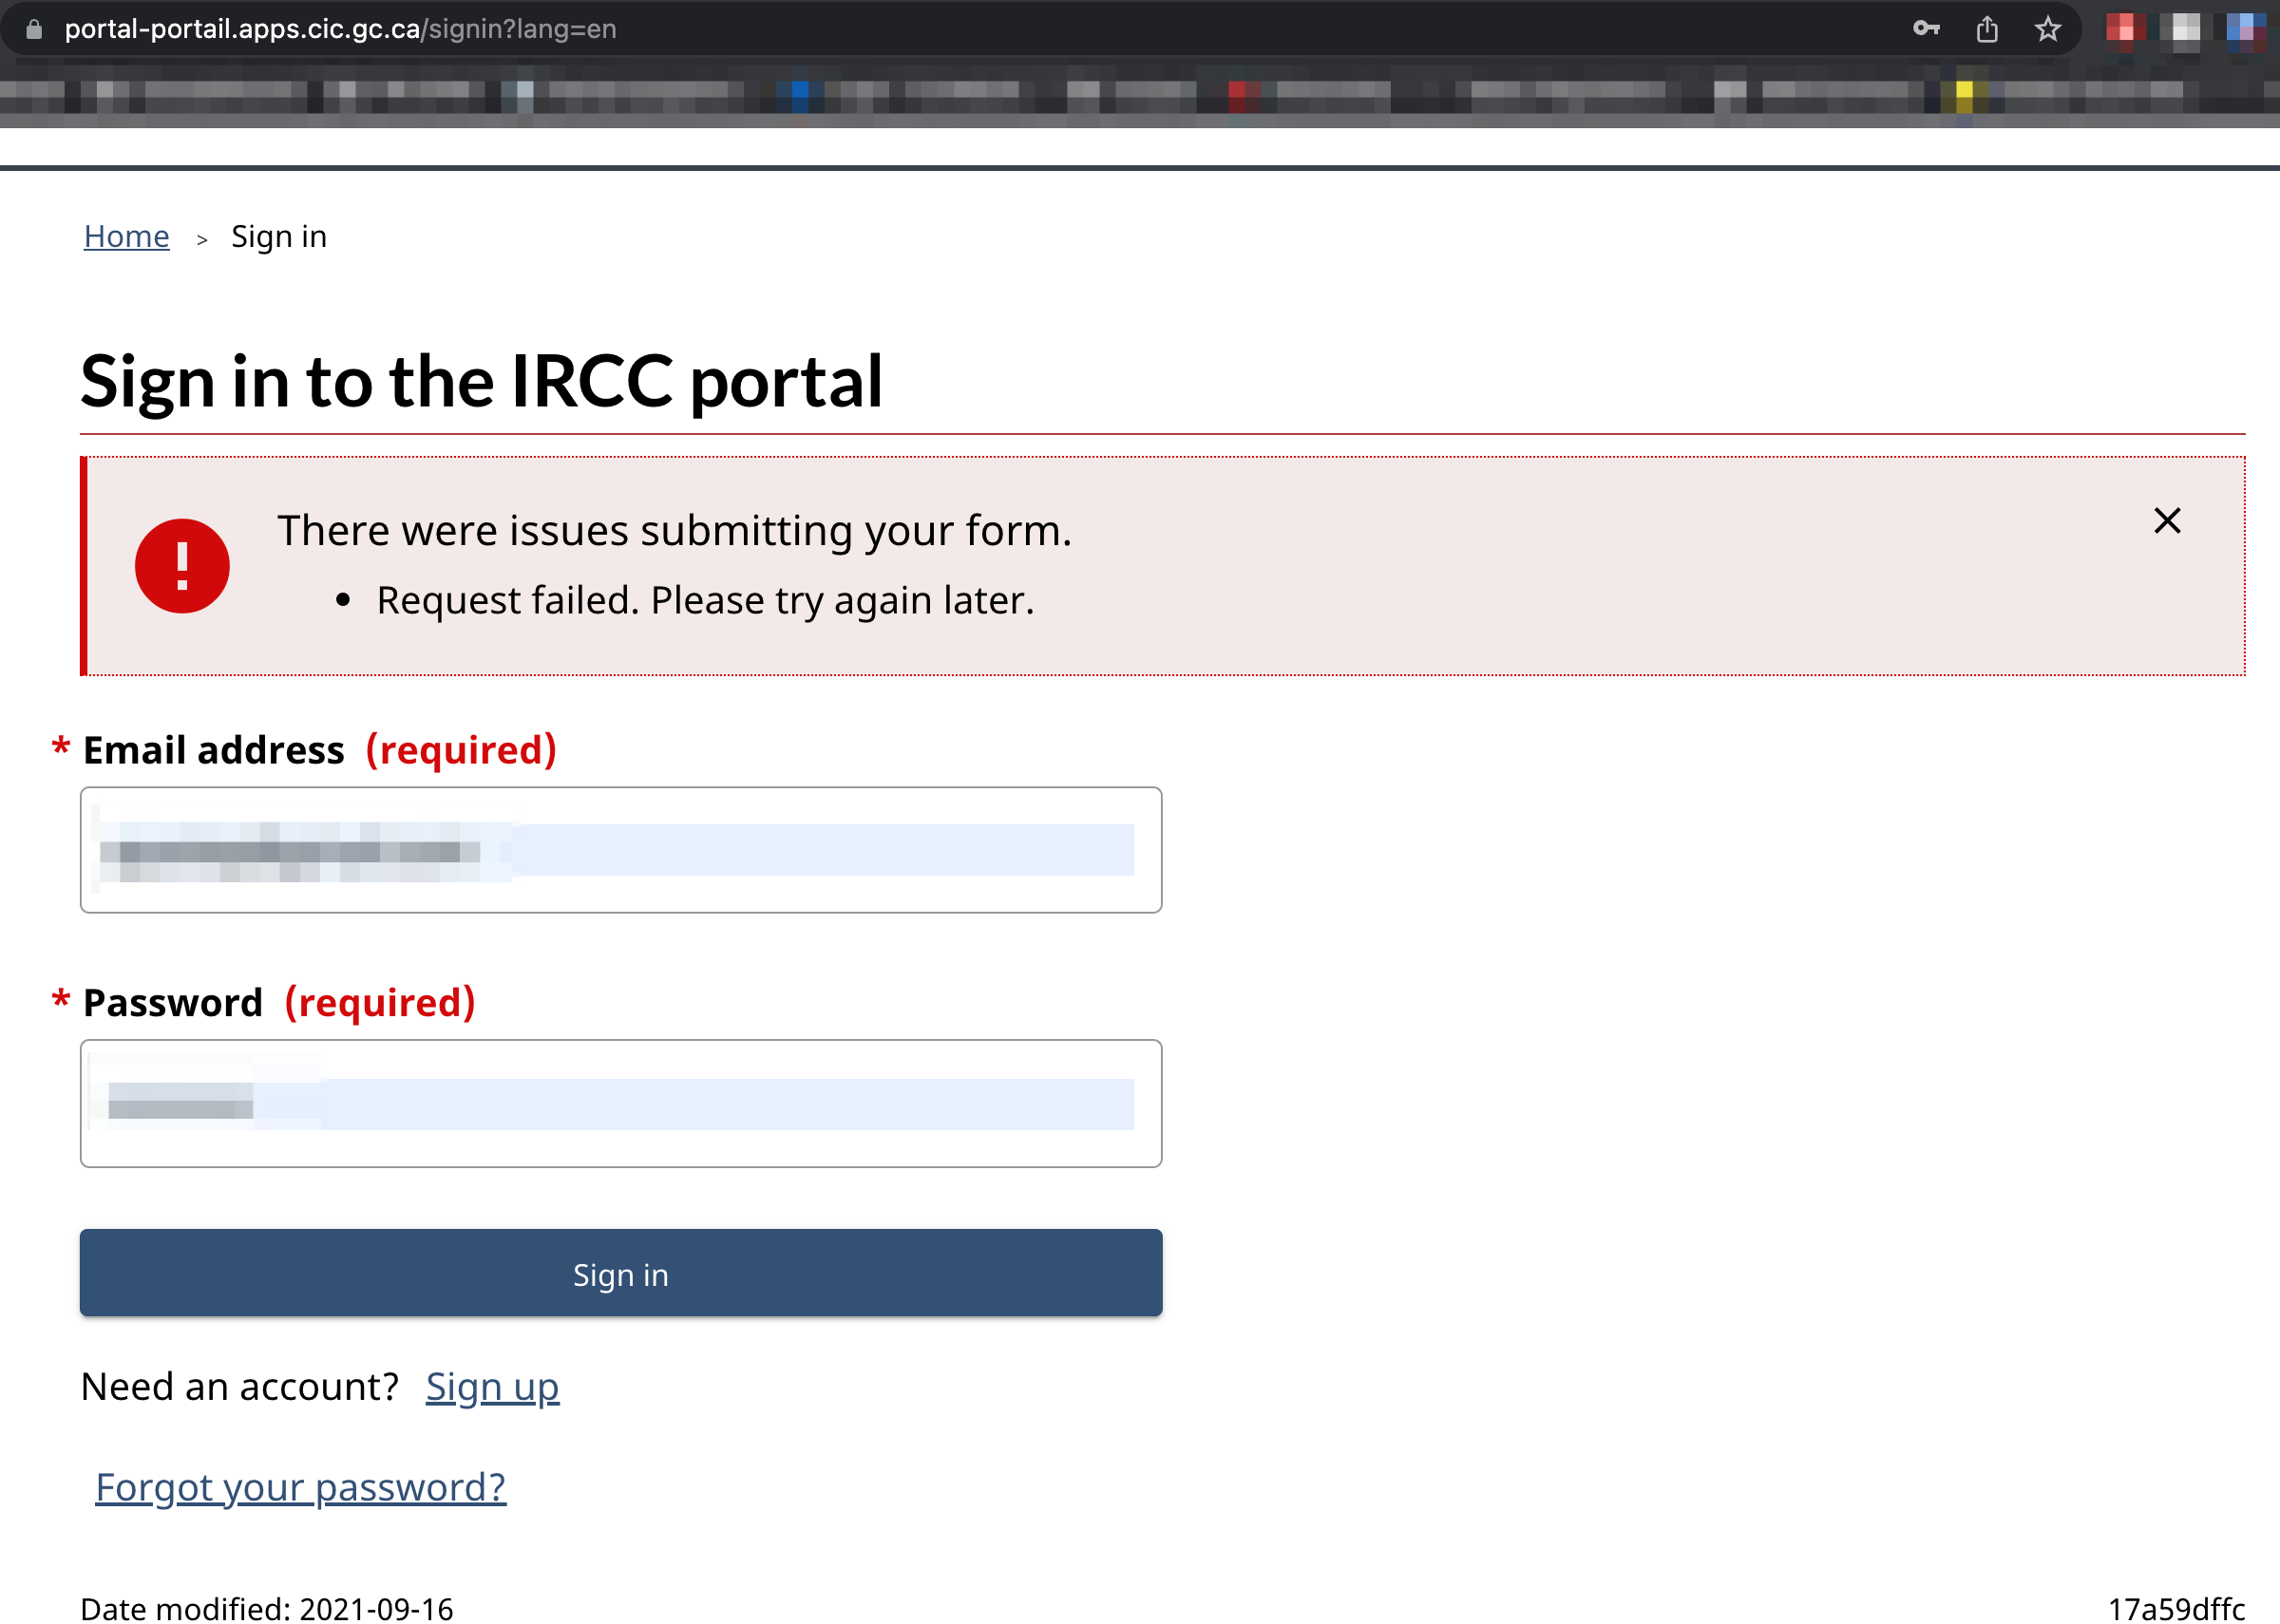 portal-portail.apps.cic.gc.ca/signin?lang=en
Home > Sign in
Sign in to the IRCC portal
There were issues submitting your form.
• Request failed. Please try again later.
* Email address (required)
* Password (required)
Sign in
Need an account? Sign up
Forgot your password?
Date modified: 2021-09-16
17a59dffc